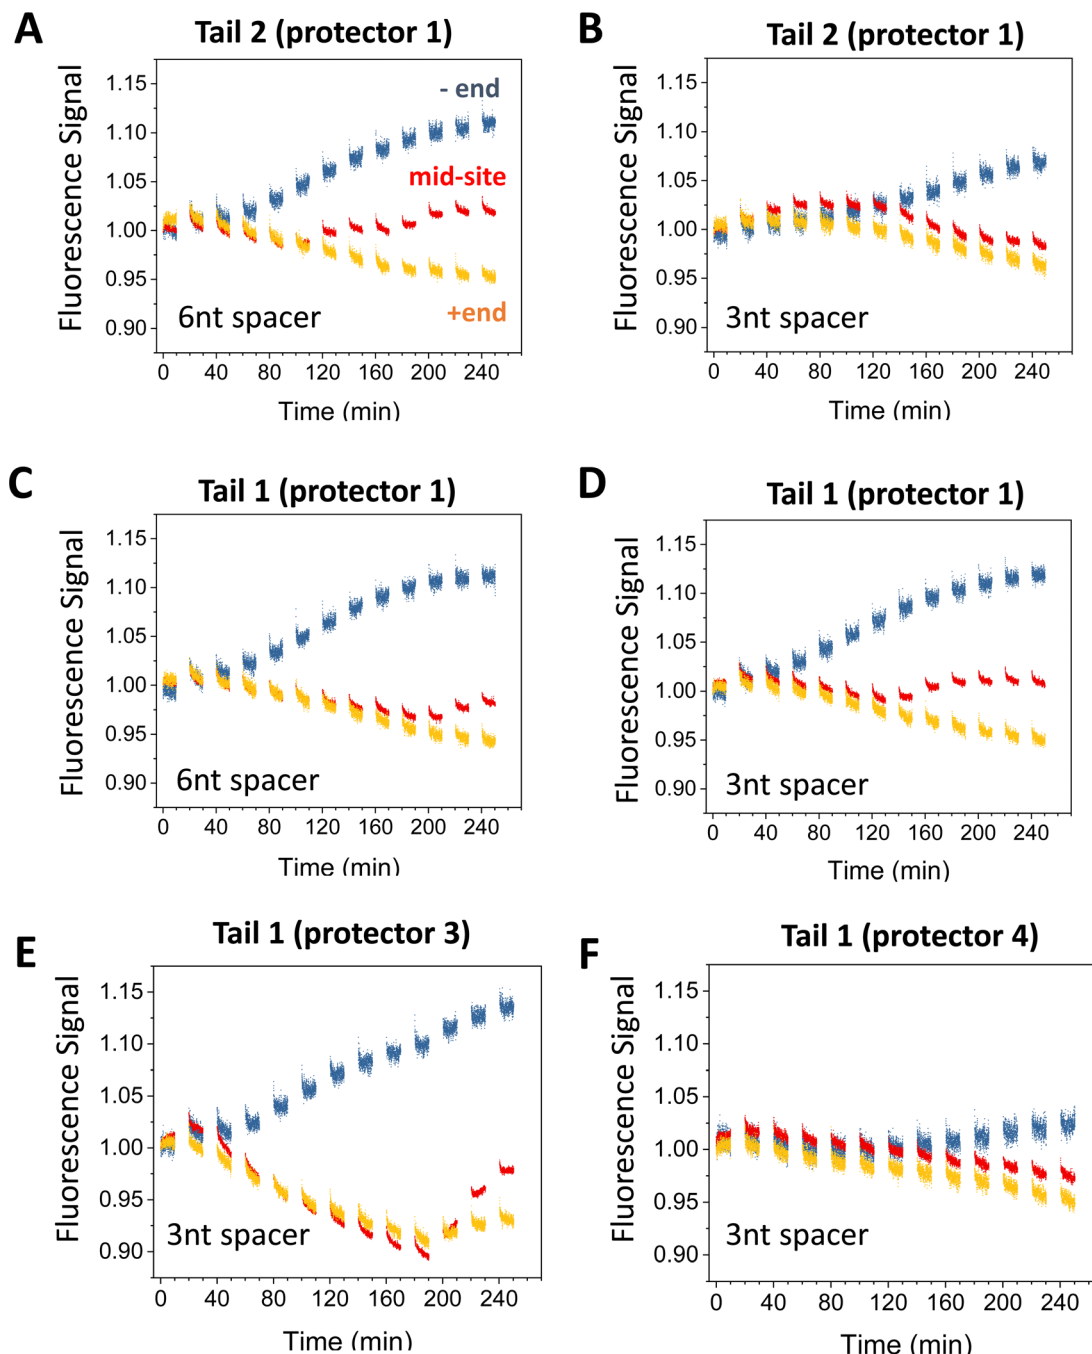 A
Tail 2 (protector 1)
Fluorescence Signal
1.15
1.10
1.05
1.00
0.95
0.90
- end
mid-site
+end
6nt spacer
0 40 80 120 160 200 240
Time (min)
B
Tail 2 (protector 1)
Fluorescence Signal
1.15
1.10
1.05
1.00
0.95
0.90
3nt spacer
0 40 80 120 160 200 240
Time (min)
C
Tail 1 (protector 1)
Fluorescence Signal
1.15
1.10
1.05
1.00
0.95
0.90
6nt spacer
0 40 80 120 160 200 240
Time (min)
D
Tail 1 (protector 1)
Fluorescence Signal
1.15
1.10
1.05
1.00
0.95
0.90
3nt spacer
0 40 80 120 160 200 240
Time (min)
E
Tail 1 (protector 3)
Fluorescence Signal
1.15
1.10
1.05
1.00
0.95
0.90
3nt spacer
0 40 80 120 160 200 240
Time (min)
F
Tail 1 (protector 4)
Fluorescence Signal
1.15
1.10
1.05
1.00
0.95
0.90
3nt spacer
0 40 80 120 160 200 240
Time (min)